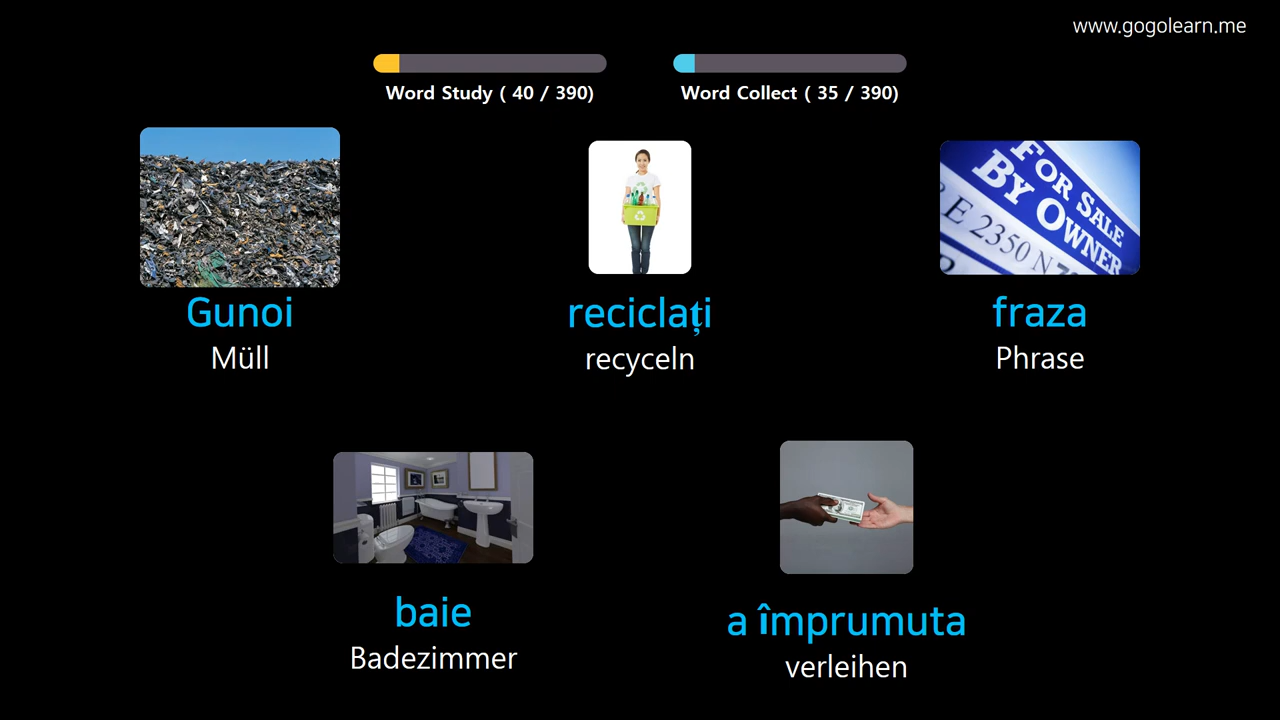 www.gogolearn.me
Word Study ( 40 / 390)
Word Collect ( 35 / 390)
FOR SALE
BY OWNER
E 2350 N
Gunoi
Müll
reciclați
recyceln
fraza
Phrase
baie
Badezimmer
a împrumuta
verleihen